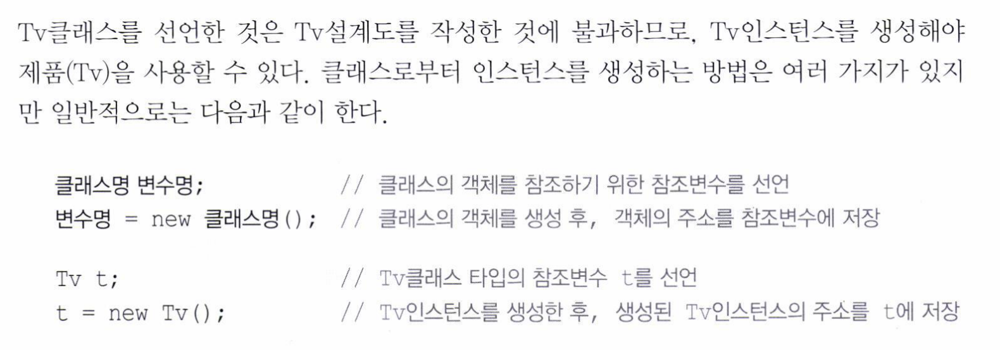 Tv클래스를 선언한 것은 Tv설계도를 작성한 것에 불과하므로, Tv인스턴스를 생성해야
제품(Tv)을 사용할 수 있다. 클래스로부터 인스턴스를 생성하는 방법은 여러 가지가 있지
만 일반적으로는 다음과 같이 한다.
클래스명 변수명; // 클래스의 객체를 참조하기 위한 참조변수를 선언
변수명 = new 클래스명(); // 클래스의 객체를 생성 후, 객체의 주소를 참조변수에 저장
Tv t; // Tv클래스 타입의 참조변수 t를 선언
t = new Tv(); // Tv인스턴스를 생성한 후, 생성된 Tv인스턴스의 주소를 t에 저장